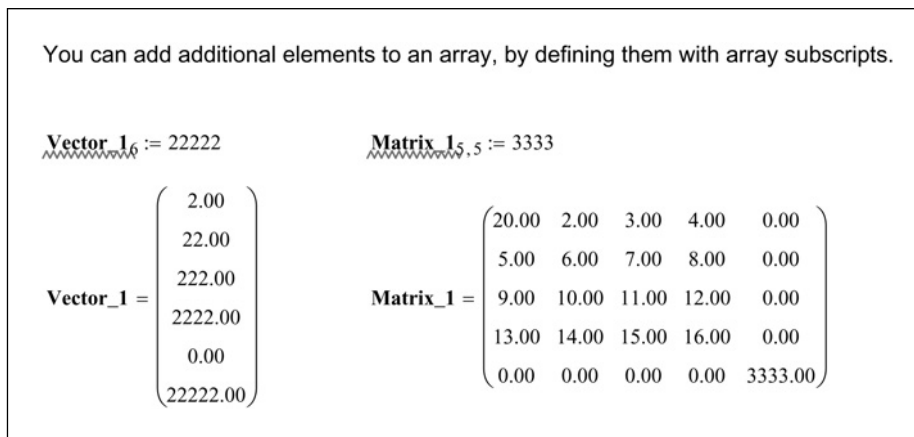 You can add additional elements to an array, by defining them with array subscripts.
Vector_1₆ := 22222 Matrix_1₅,₅ := 3333
Vector_1 =
2.00
22.00
222.00
2222.00
0.00
22222.00
Matrix_1 =
20.00 2.00 3.00 4.00 0.00
5.00 6.00 7.00 8.00 0.00
9.00 10.00 11.00 12.00 0.00
13.00 14.00 15.00 16.00 0.00
0.00 0.00 0.00 0.00 3333.00